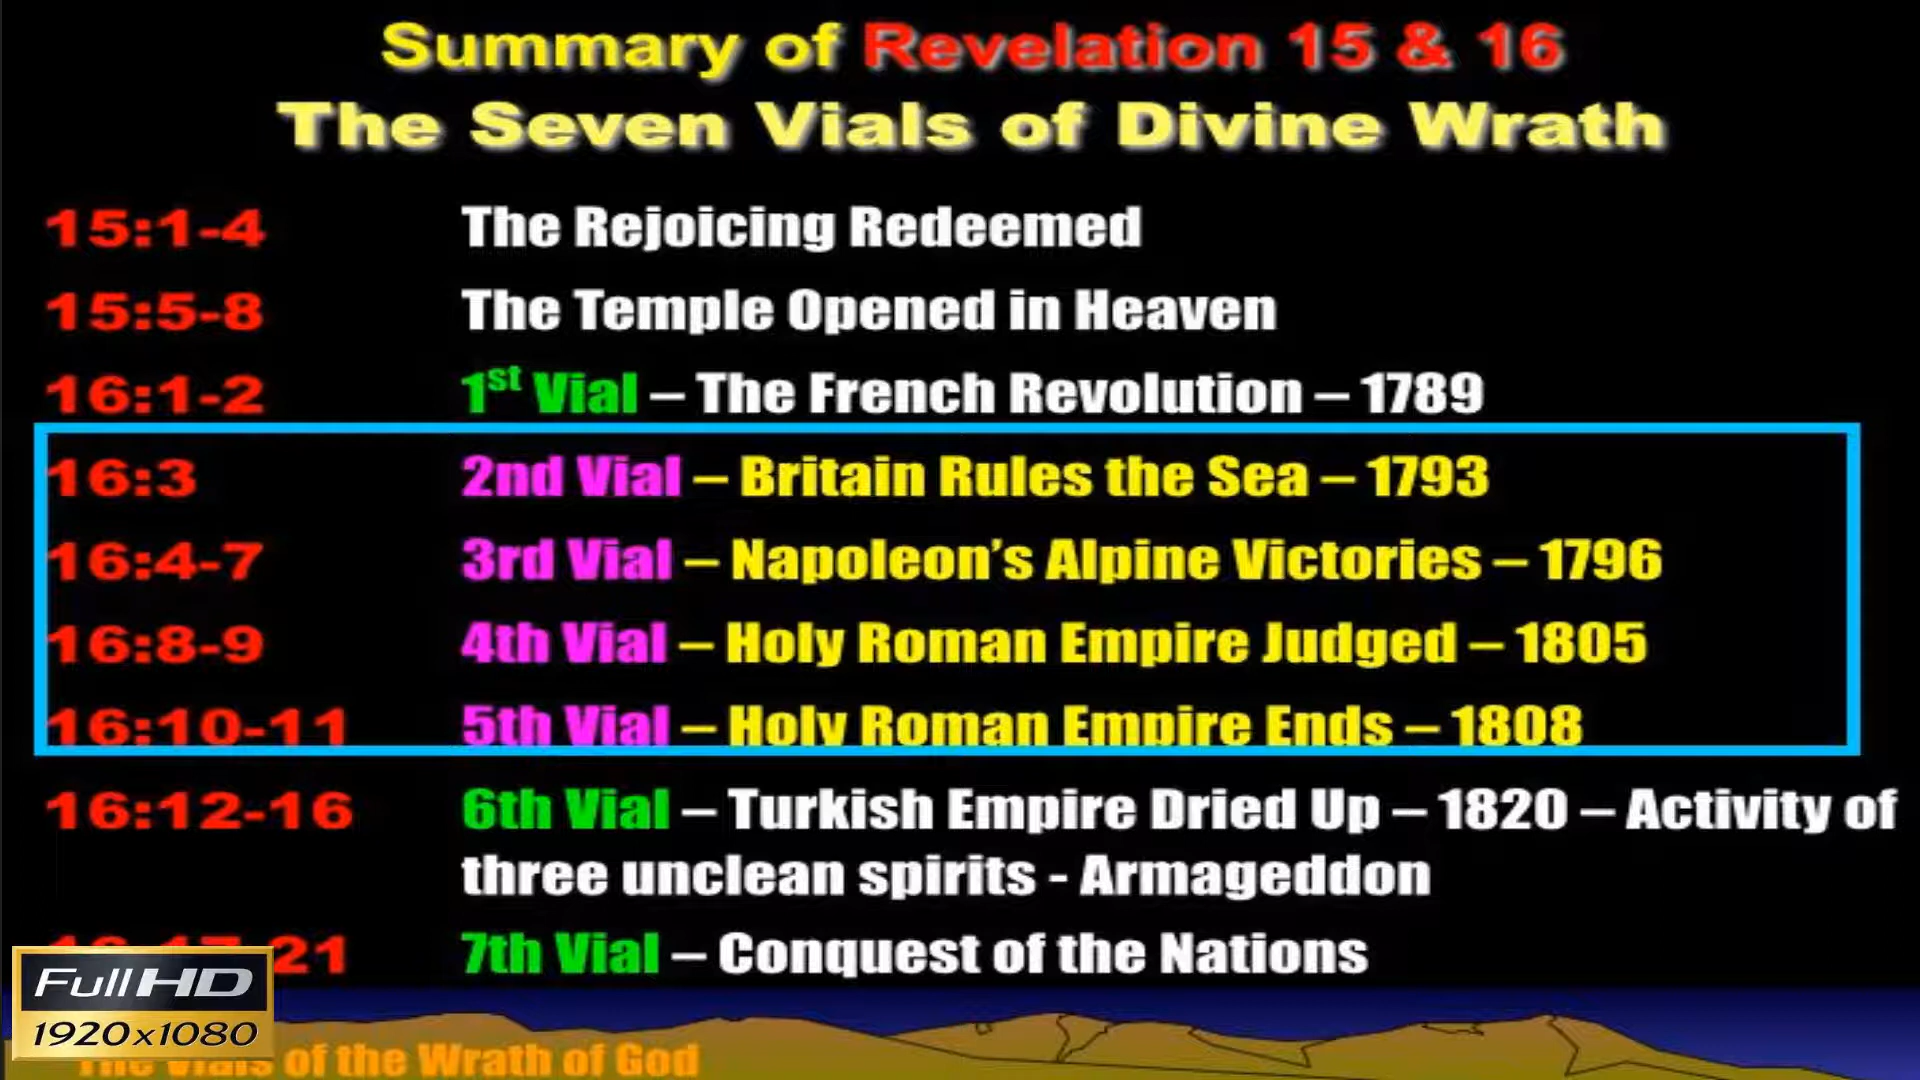 Summary of Revelation 15 & 16
The Seven Vials of Divine Wrath
15:1-4 The Rejoicing Redeemed
15:5-8 The Temple Opened in Heaven
16:1-2 1st Vial – The French Revolution – 1789
16:3 2nd Vial – Britain Rules the Sea – 1793
16:4-7 3rd Vial – Napoleon’s Alpine Victories – 1796
16:8-9 4th Vial – Holy Roman Empire Judged – 1805
16:10-11 5th Vial – Holy Roman Empire Ends – 1808
16:12-16 6th Vial – Turkish Empire Dried Up – 1820 – Activity of
three unclean spirits - Armageddon
16:17-21 7th Vial – Conquest of the Nations
Full HD
1920x1080
The Vials of the Wrath of God